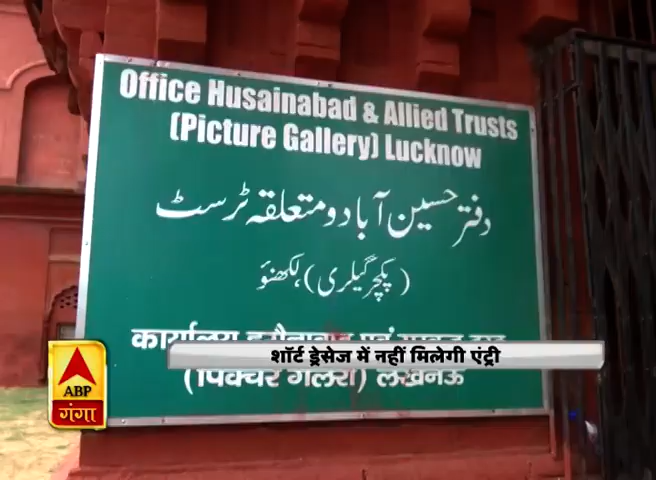 Office Husainabad & Allied Trusts
(Picture Gallery) Lucknow
دفتر حسین آباد و متعلقہ ٹرسٹ
(پکچر گیلری)، لکھنؤ
कार्यालय
शॉर्ट ड्रेसेज में नहीं मिलेगी एंट्री
(पिक्चर गैलरी) लखनऊ
ABP
गंगा